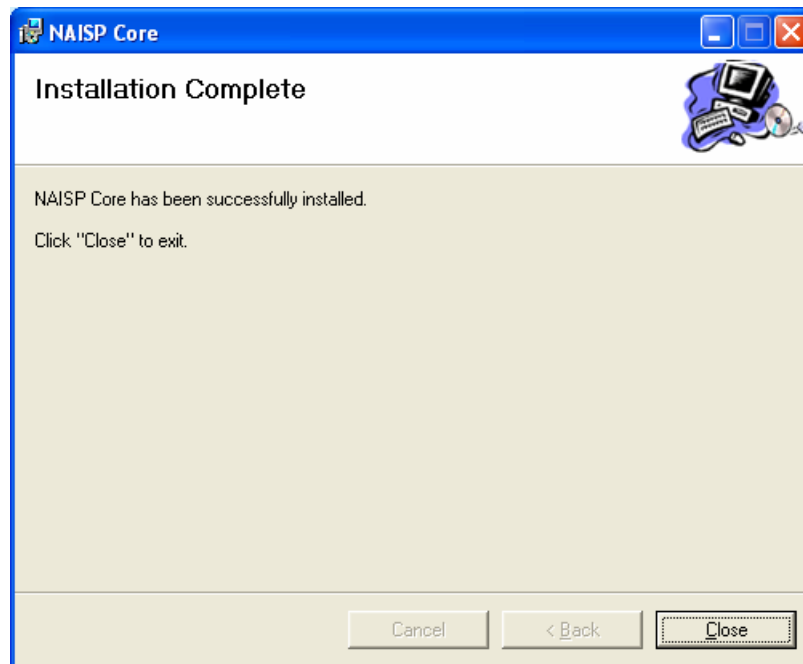 NAISP Core
Installation Complete
NAISP Core has been successfully installed.
Click "Close" to exit.
Cancel
< Back
Close